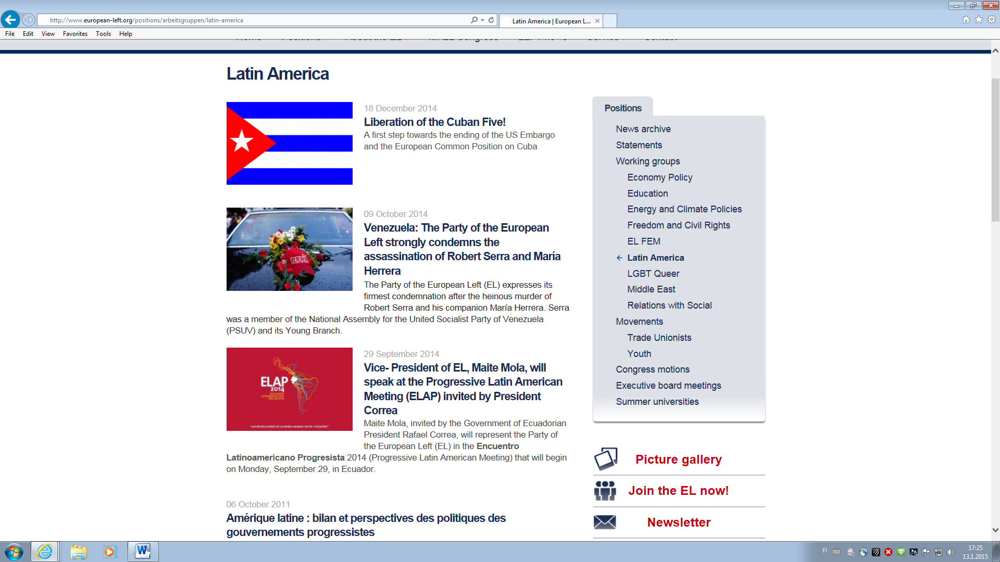 http://www.european-left.org/positions/arbeitsgruppen/latin-america
Latin America | European L...
File Edit View Favorites Tools Help
Latin America
18 December 2014
Liberation of the Cuban Five!
A first step towards the ending of the US Embargo
and the European Common Position on Cuba
09 October 2014
Venezuela: The Party of the European
Left strongly condemns the
assassination of Robert Serra and María
Herrera
The Party of the European Left (EL) expresses its
firmest condemnation after the heinous murder of
Robert Serra and his companion María Herrera. Serra
was a member of the National Assembly for the United Socialist Party of Venezuela
(PSUV) and its Young Branch.
PSUV
29 September 2014
Vice- President of EL, Maite Mola, will
speak at the Progressive Latin American
Meeting (ELAP) invited by President
Correa
Maite Mola, invited by the Government of Ecuadorian
President Rafael Correa, will represent the Party of
the European Left (EL) in the Encuentro
Latinoamericano Progresista 2014 (Progressive Latin American Meeting) that will begin
on Monday, September 29, in Ecuador.
ELAP
2014
ENCUENTRO
LATINOAMERICANO
PROGRESISTA
"LAS REVOLUCIONES DE LA PATRIA GRANDE: RETOS Y DESAFÍOS"
06 October 2011
Amérique latine : bilan et perspectives des politiques des
gouvernements progressistes
Positions
News archive
Statements
Working groups
Economy Policy
Education
Energy and Climate Policies
Freedom and Civil Rights
EL FEM
Latin America
LGBT Queer
Middle East
Relations with Social
Movements
Trade Unionists
Youth
Congress motions
Executive board meetings
Summer universities
Picture gallery
Join the EL now!
Newsletter
FI
17:25
13.1.2015